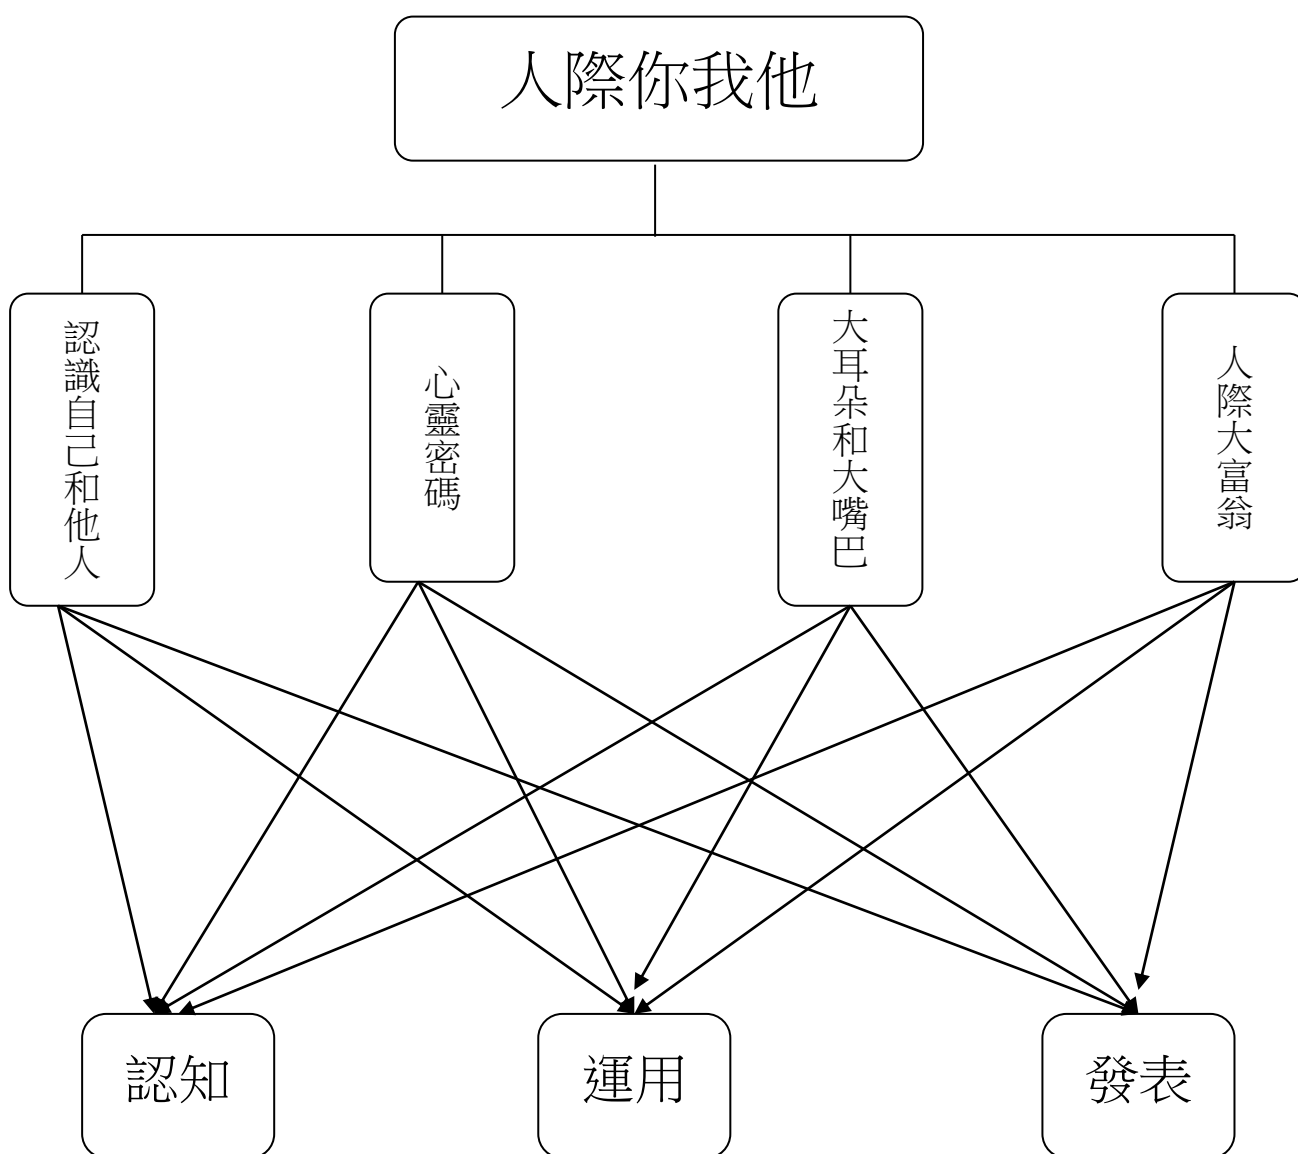 人際你我他
認識自己和他人
心靈密碼
大耳朵和大嘴巴
人際大富翁
認知
運用
發表